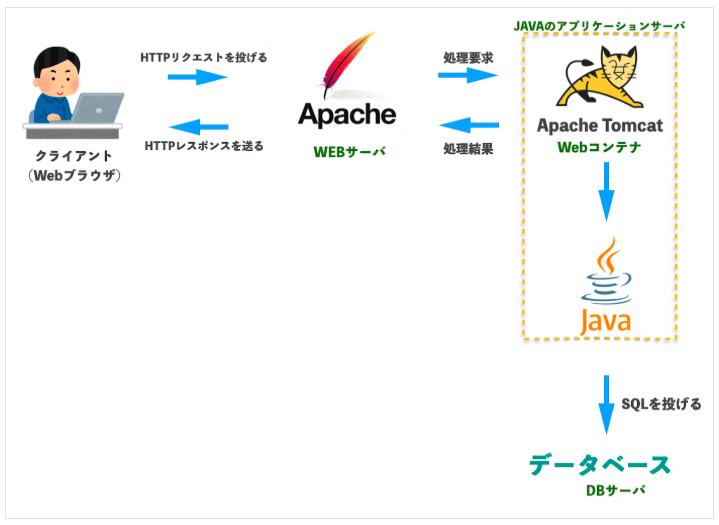 JAVAのアプリケーションサーバ
HTTPリクエストを投げる
処理要求
Apache
Apache Tomcat
HTTPレスポンスを送る
処理結果
Webコンテナ
クライアント
WEBサーバ
（Webブラウザ）
Java
SQLを投げる
データベース
DBサーバ